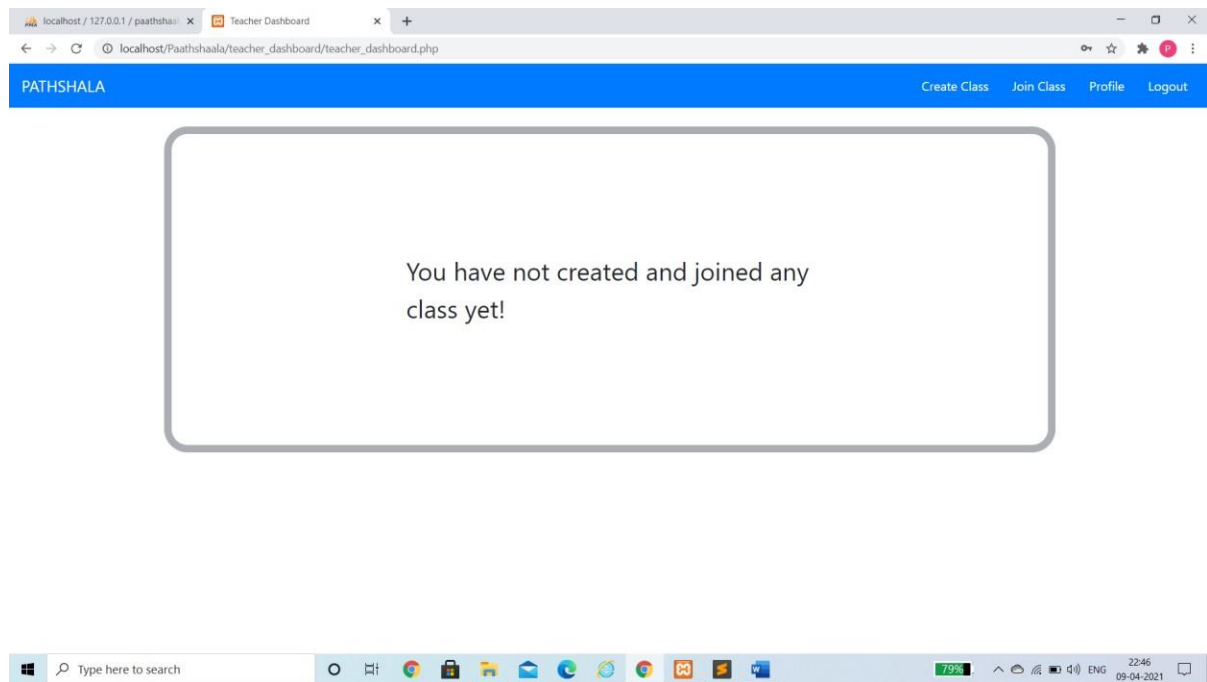 localhost / 127.0.0.1 / paathshaal
Teacher Dashboard
localhost/Paathshaala/teacher_dashboard/teacher_dashboard.php
P
PATHSHALA
Create Class
Join Class
Profile
Logout
You have not created and joined any
class yet!
Type here to search
79%
ENG
22:46
09-04-2021